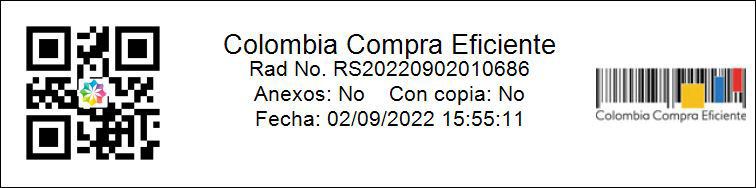 Colombia Compra Eficiente
Rad No. RS20220902010686
Anexos: No    Con copia: No
Fecha: 02/09/2022 15:55:11
Colombia Compra Eficiente